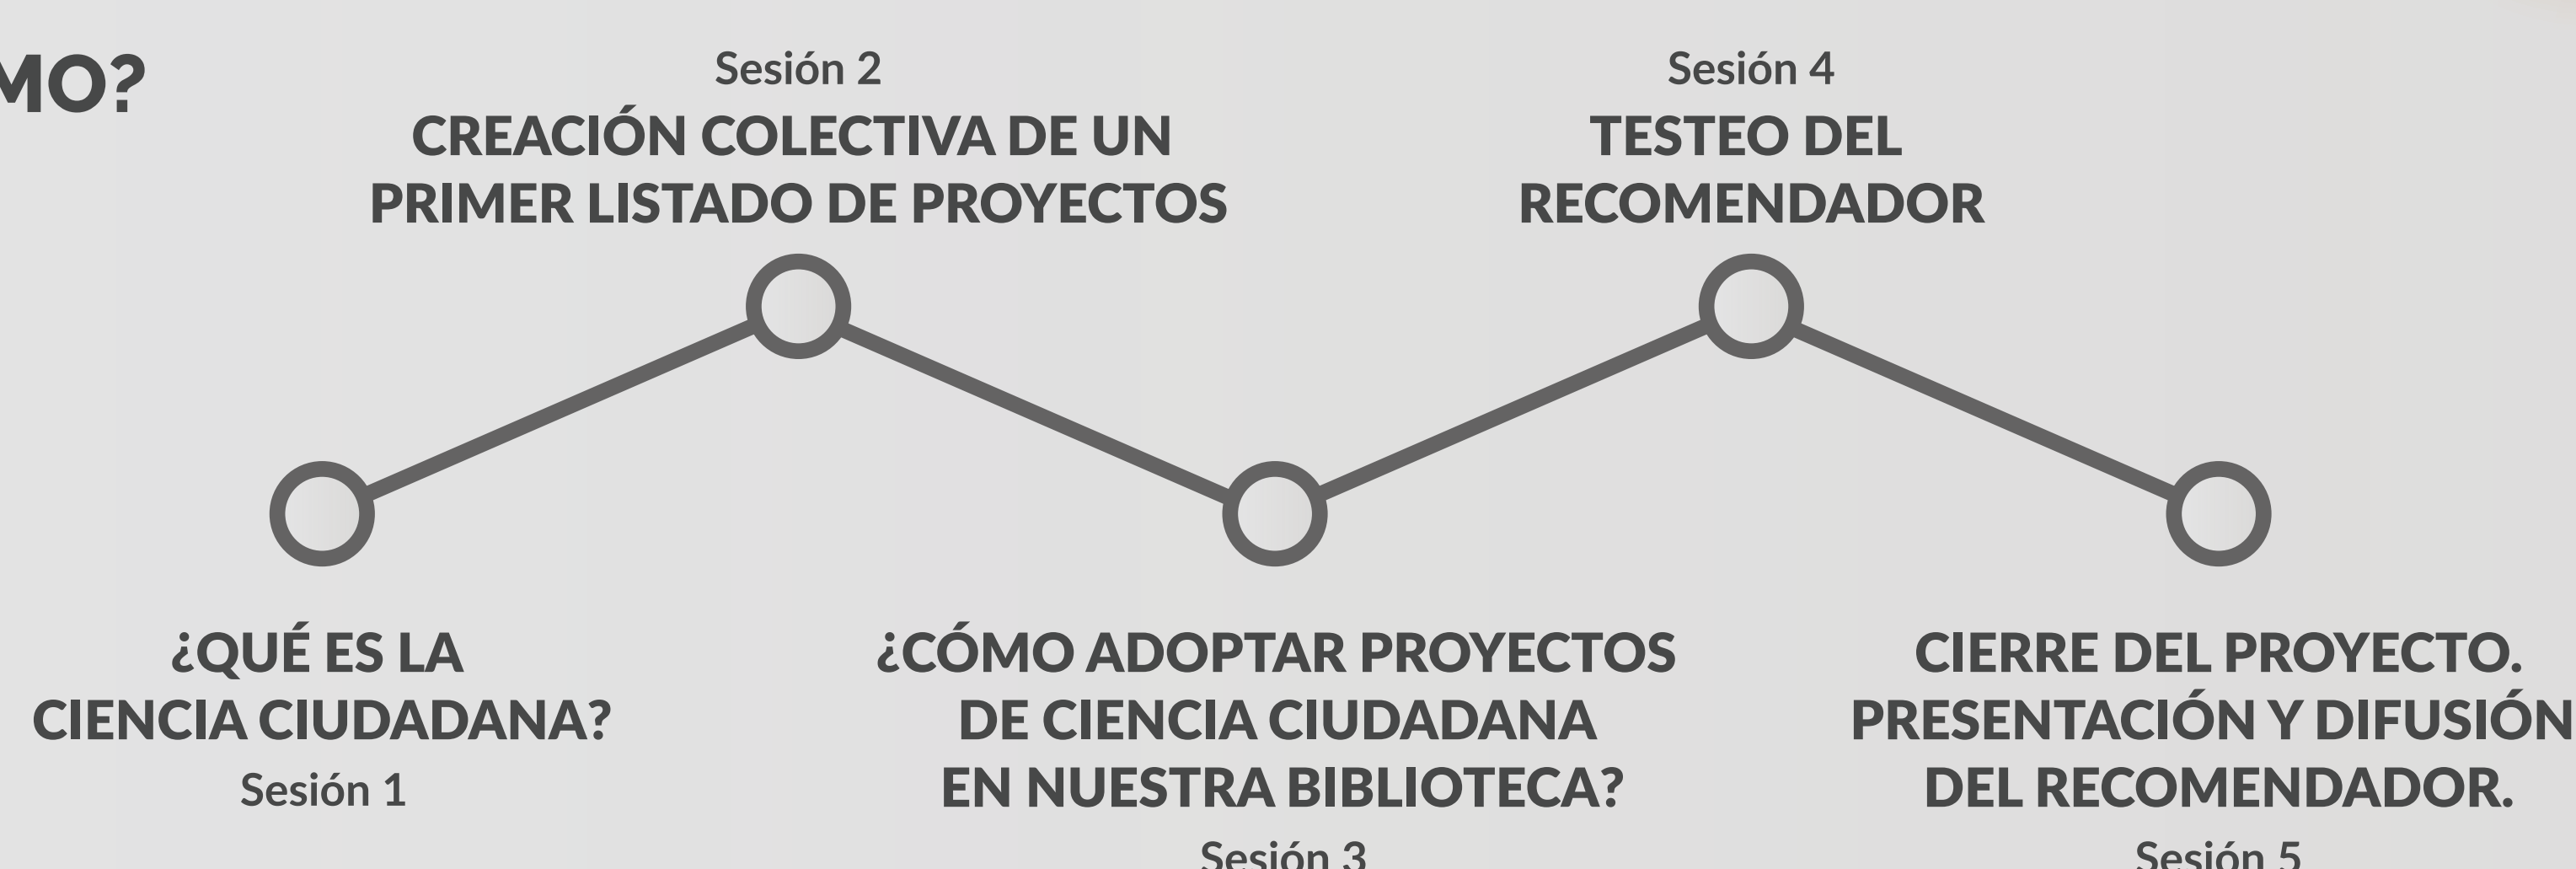 MO?
Sesión 2
CREACIÓN COLECTIVA DE UN
PRIMER LISTADO DE PROYECTOS
Sesión 4
TESTEO DEL
RECOMENDADOR
¿QUÉ ES LA
CIENCIA CIUDADANA?
Sesión 1
¿CÓMO ADOPTAR PROYECTOS
DE CIENCIA CIUDADANA
EN NUESTRA BIBLIOTECA?
Sesión 3
CIERRE DEL PROYECTO.
PRESENTACIÓN Y DIFUSIÓN
DEL RECOMENDADOR.
Sesión 5